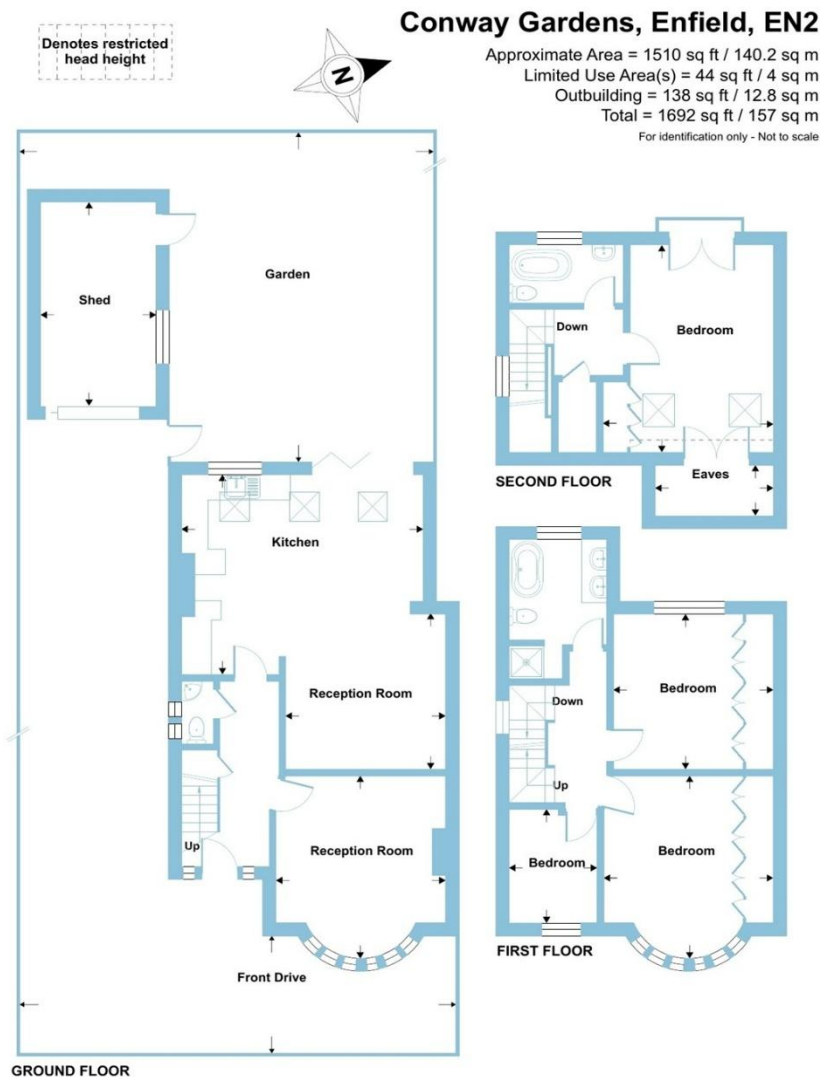 Conway Gardens, Enfield, EN2
Approximate Area = 1510 sq ft / 140.2 sq m
Limited Use Area(s) = 44 sq ft / 4 sq m
Outbuilding = 138 sq ft / 12.8 sq m
Total = 1692 sq ft / 157 sq m
For identification only - Not to scale
Denotes restricted
head height
N
Garden
Shed
Kitchen
Reception Room
Up
Reception Room
Front Drive
GROUND FLOOR
Down
Bedroom
Eaves
SECOND FLOOR
Bedroom
Down
Up
Bedroom
Bedroom
FIRST FLOOR